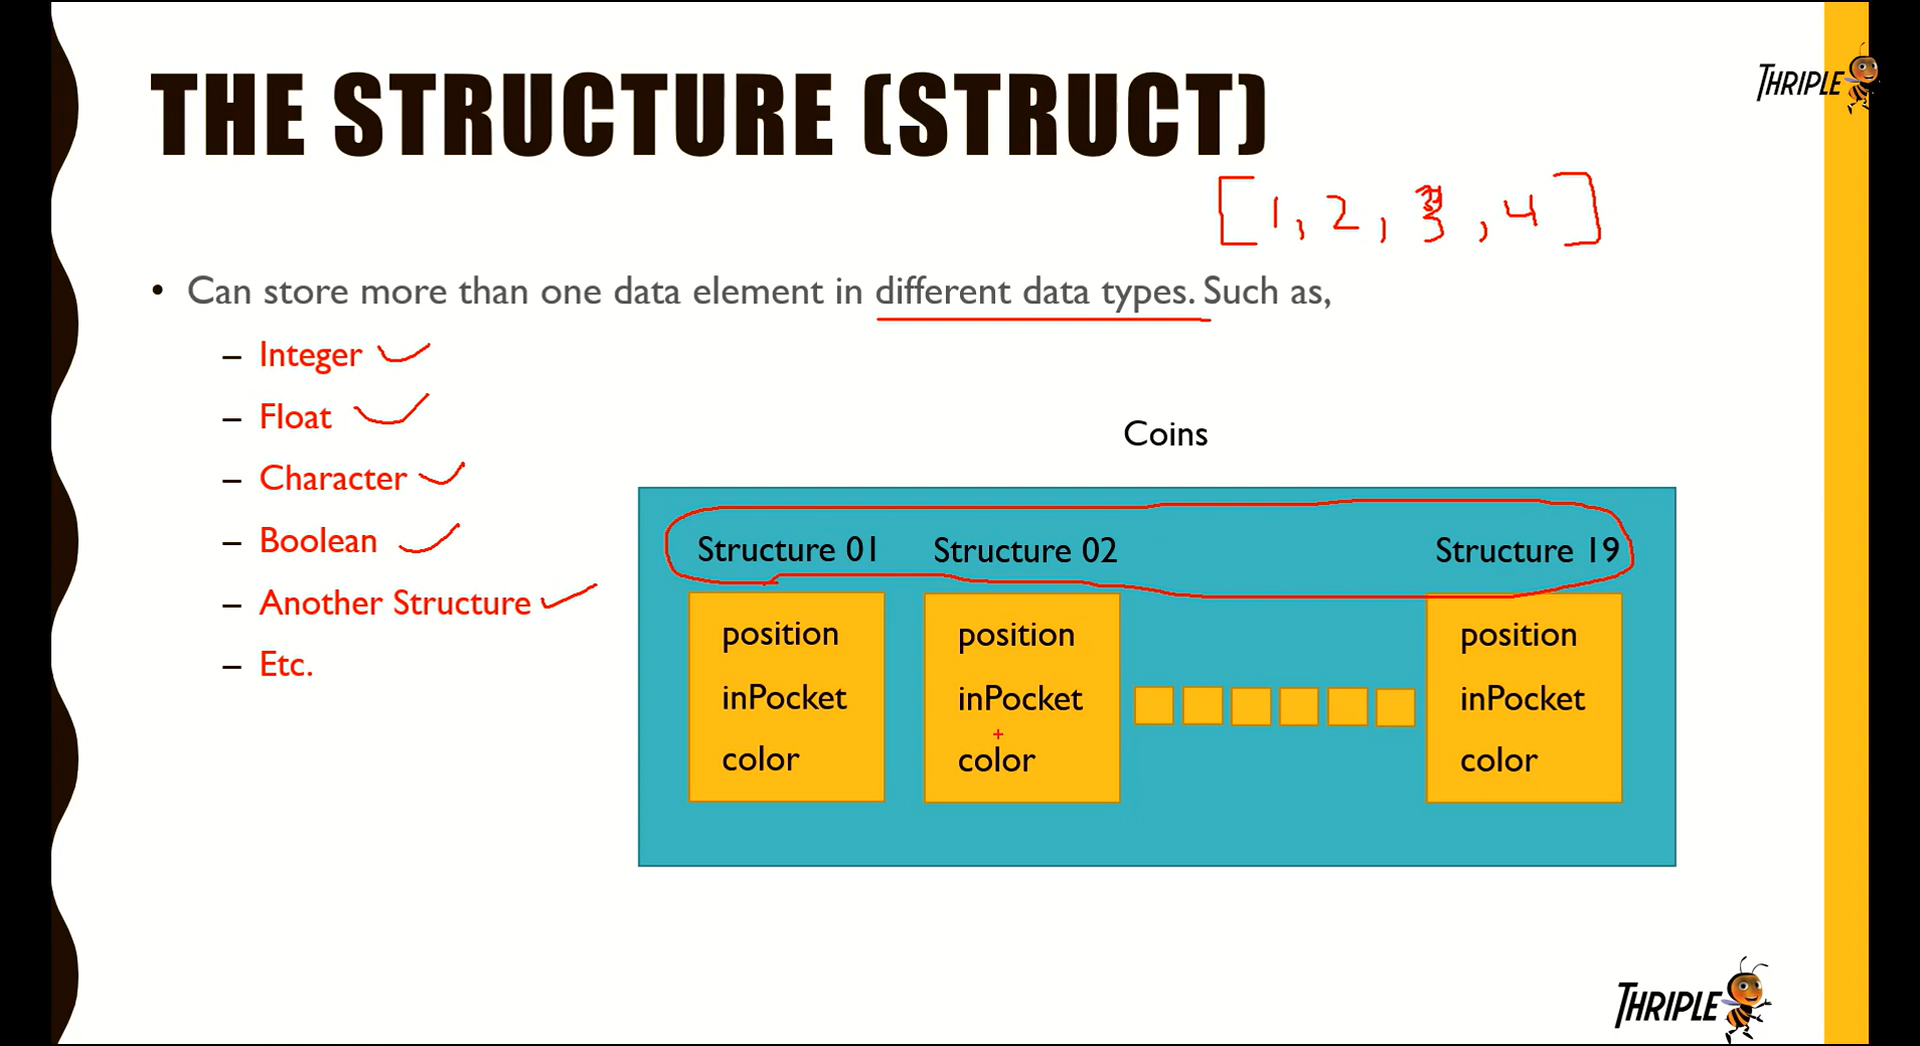 THE STRUCTURE (STRUCT)
THRIPLE
[1, 2, 3, 4]
• Can store more than one data element in different data types. Such as,
– Integer
– Float
– Character
– Boolean
– Another Structure
– Etc.
Coins
Structure 01 Structure 02 Structure 19
position position position
inPocket inPocket inPocket
color color color
THRIPLE